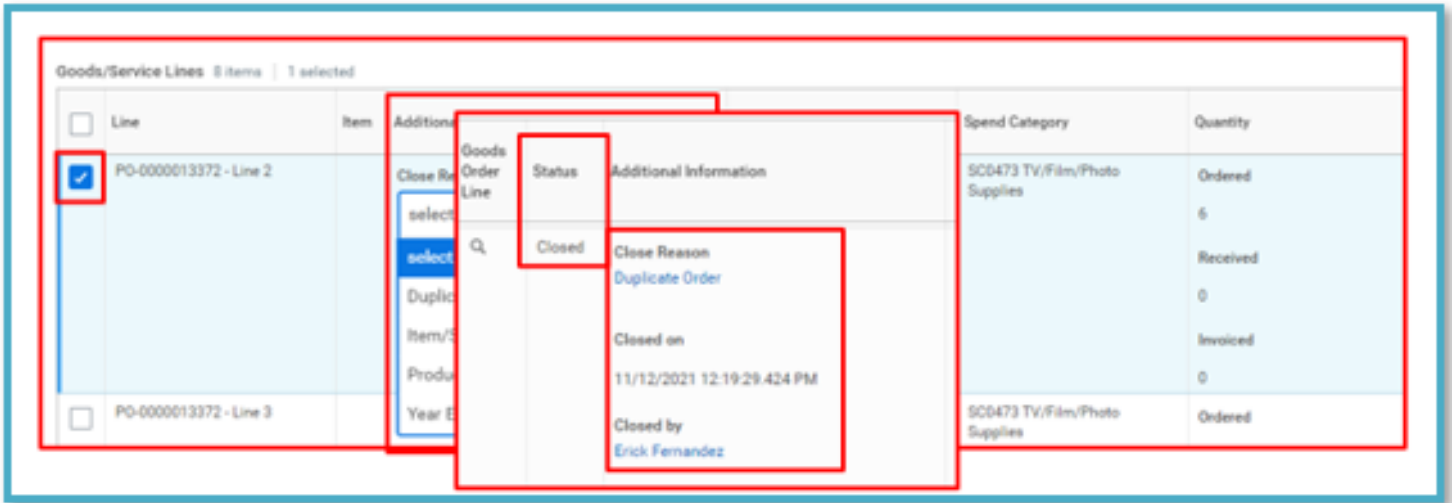 Goods/Service Lines 8 items | 1 selected
Line Item Additiona Spend Category Quantity
PO-0000013372 - Line 2
Close Re
select
select
Duplic
Item/S
Produ
Year E
SC0473 TV/Film/Photo
Supplies
Ordered
6
Received
0
Invoiced
0
PO-0000013372 - Line 3
SC0473 TV/Film/Photo
Supplies
Ordered
Goods
Order
Line
Status
Additional Information
Closed
Close Reason
Duplicate Order
Closed on
11/12/2021 12:19:29.424 PM
Closed by
Erick Fernandez